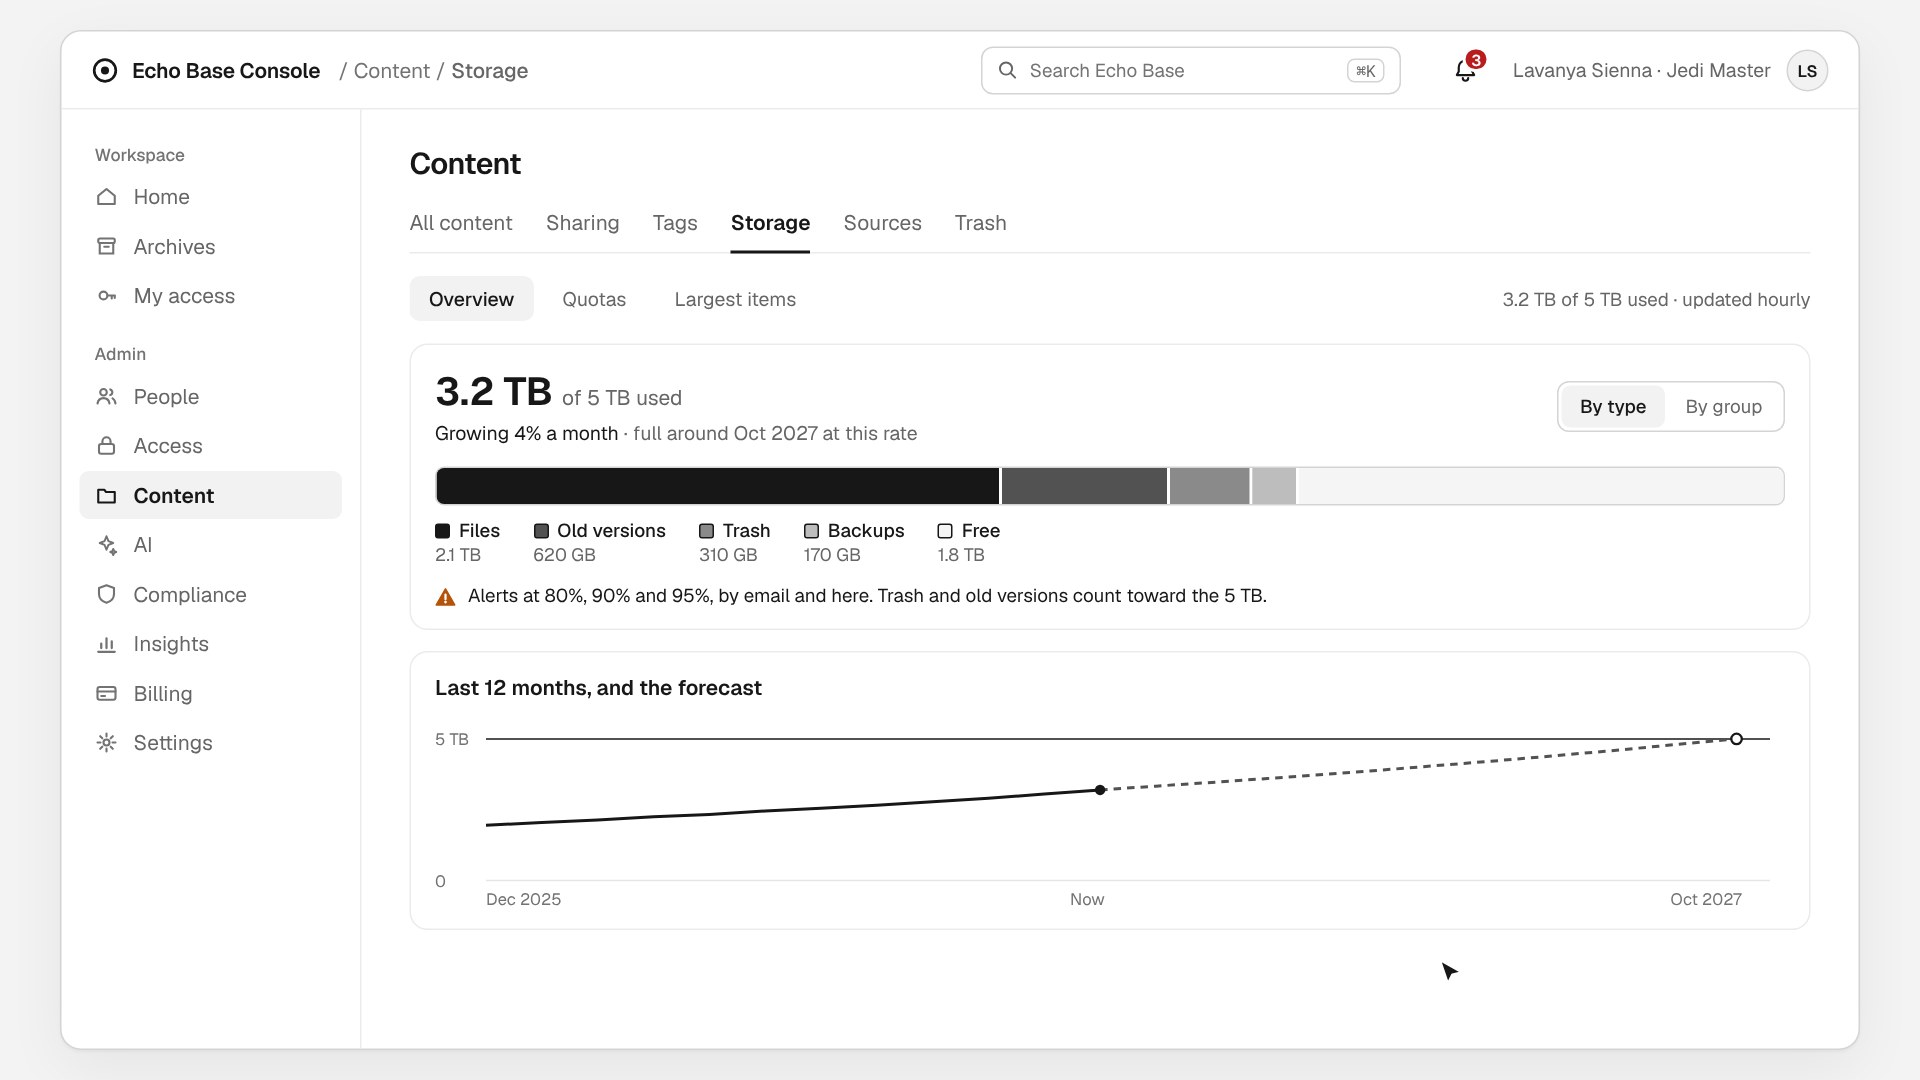 Echo Base Console / Content / Storage
Search Echo Base ⌘K
3
Lavanya Sienna · Jedi Master LS
Workspace
Home
Archives
My access
Admin
People
Access
Content
AI
Compliance
Insights
Billing
Settings
Content
All content Sharing Tags Storage Sources Trash
Overview Quotas Largest items 3.2 TB of 5 TB used · updated hourly
3.2 TB of 5 TB used
Growing 4% a month · full around Oct 2027 at this rate
By type By group
Files Old versions Trash Backups Free
2.1 TB 620 GB 310 GB 170 GB 1.8 TB
Alerts at 80%, 90% and 95%, by email and here. Trash and old versions count toward the 5 TB.
Last 12 months, and the forecast
5 TB
0
Dec 2025 Now Oct 2027